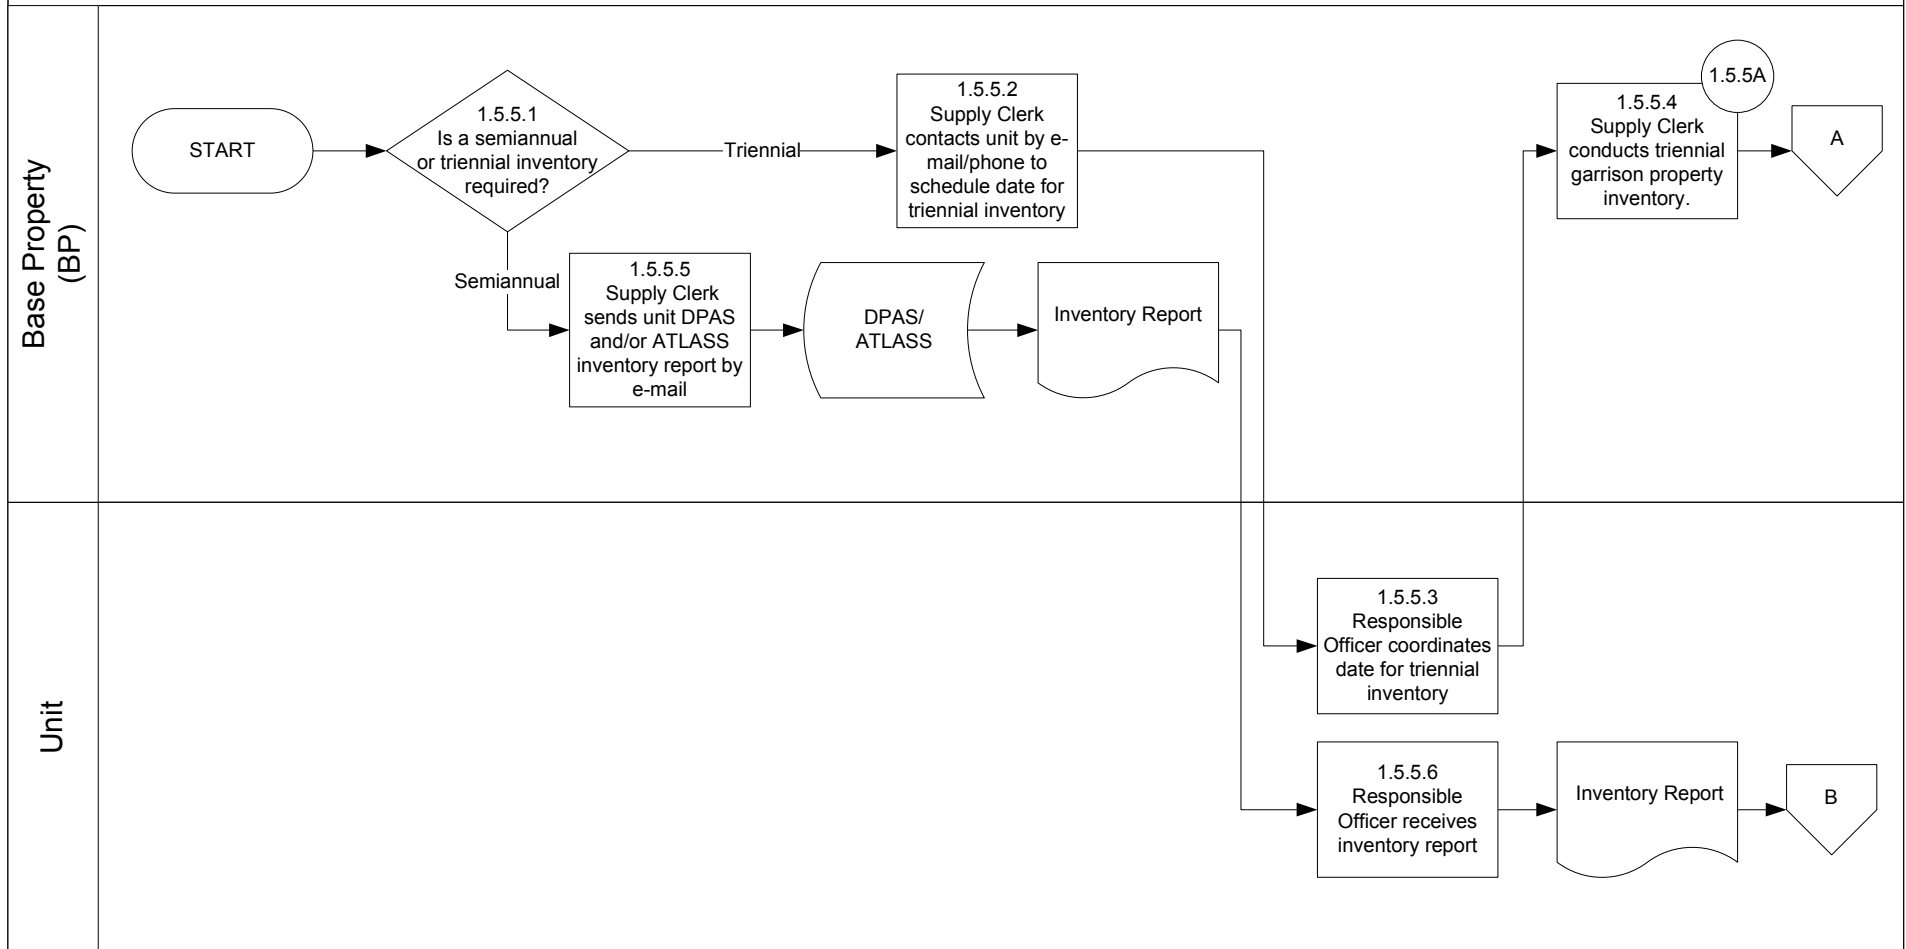 Base Property
(BP)
START
1.5.5.1
Is a semiannual
or triennial inventory
required?
Triennial
1.5.5.2
Supply Clerk
contacts unit by e-
mail/phone to
schedule date for
triennial inventory
1.5.5A
1.5.5.4
Supply Clerk
conducts triennial
garrison property
inventory.
A
Semiannual
1.5.5.5
Supply Clerk
sends unit DPAS
and/or ATLASS
inventory report by
e-mail
DPAS/
ATLASS
Inventory Report
Unit
1.5.5.3
Responsible
Officer coordinates
date for triennial
inventory
1.5.5.6
Responsible
Officer receives
inventory report
Inventory Report
B